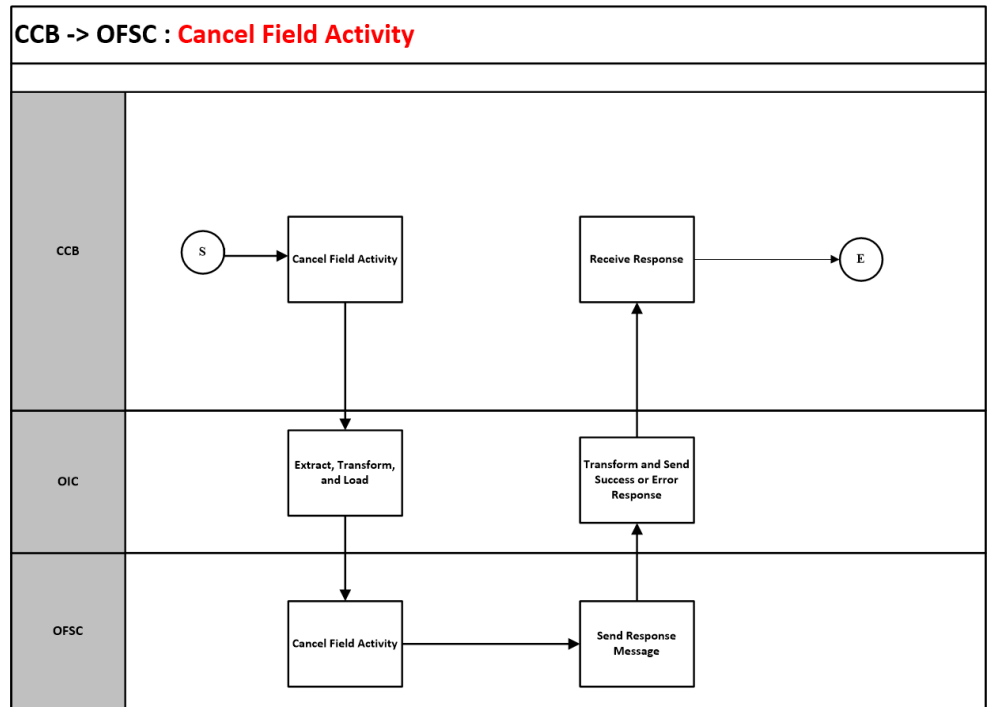 CCB -> OFSC : Cancel Field Activity
CCB
S
Cancel Field Activity
Receive Response
E
OIC
Extract, Transform,
and Load
Transform and Send
Success or Error
Response
OFSC
Cancel Field Activity
Send Response
Message